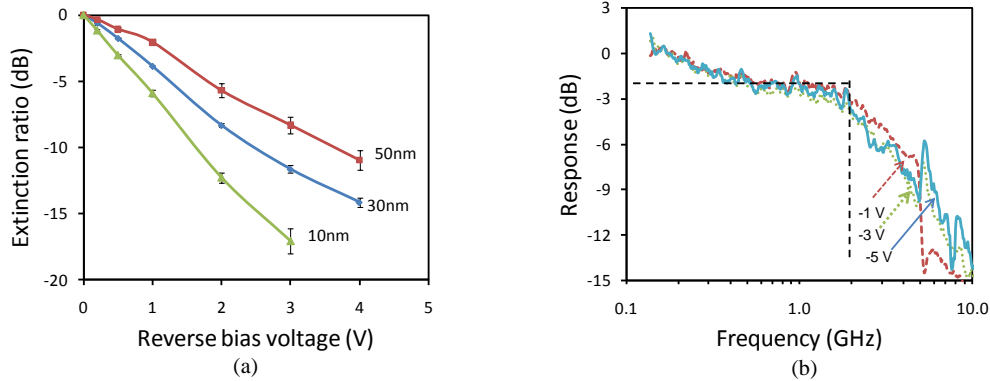 0
-5
-10
-15
-20
0
1
2
3
4
5
Extinction ratio (dB)
Reverse bias voltage (V)
50nm
30nm
10nm
(a)
3
0
-3
-6
-9
-12
-15
0.1
1.0
10.0
Response (dB)
Frequency (GHz)
-1 V
-3 V
-5 V
(b)